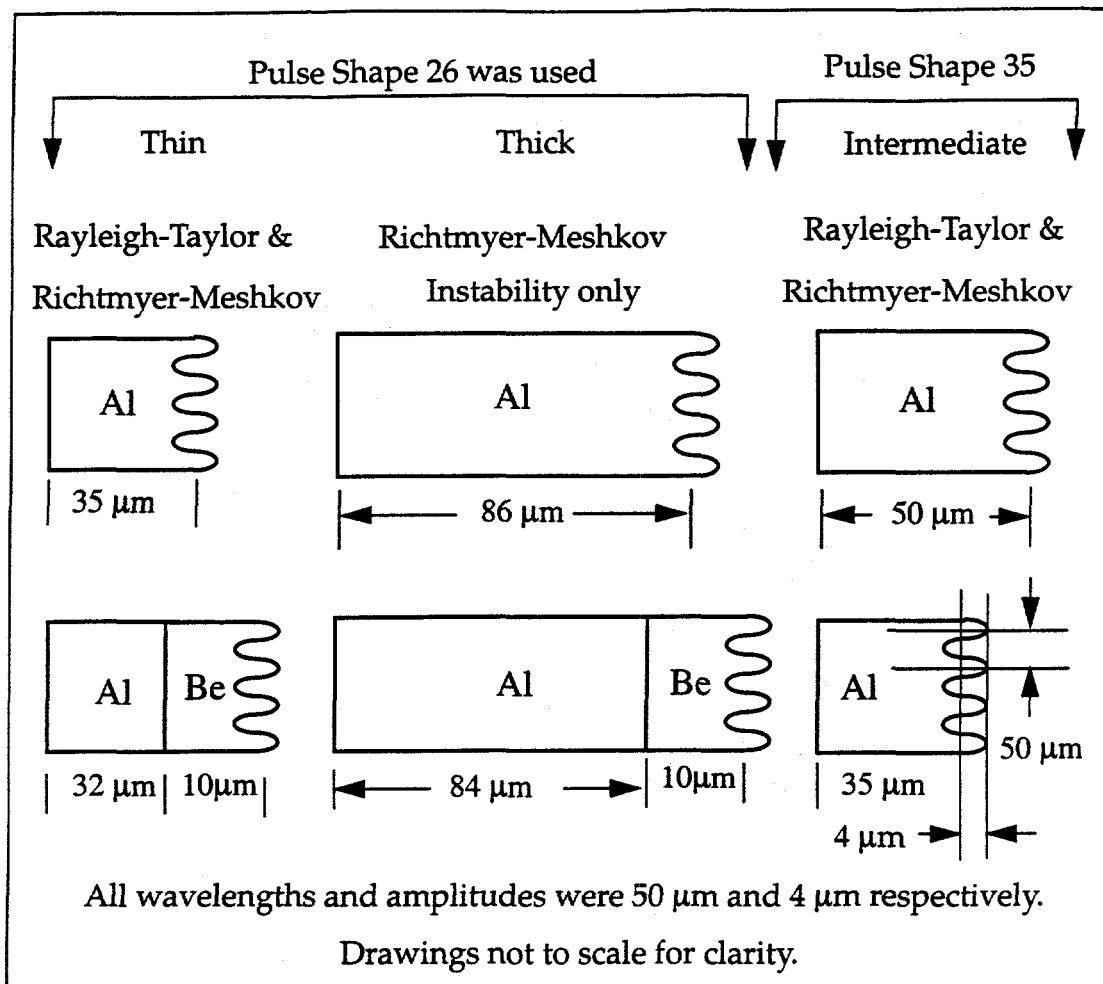 Pulse Shape 26 was used
Pulse Shape 35
Thin
Thick
Intermediate
Rayleigh-Taylor &
Richtmyer-Meshkov
Richtmyer-Meshkov
Instability only
Rayleigh-Taylor &
Richtmyer-Meshkov
Al
Al
Al
35 µm
86 µm
50 µm
Al
Be
Al
Be
Al
32 µm
10µm
84 µm
10µm
35 µm
50 µm
4 µm
All wavelengths and amplitudes were 50 µm and 4 µm respectively.
Drawings not to scale for clarity.